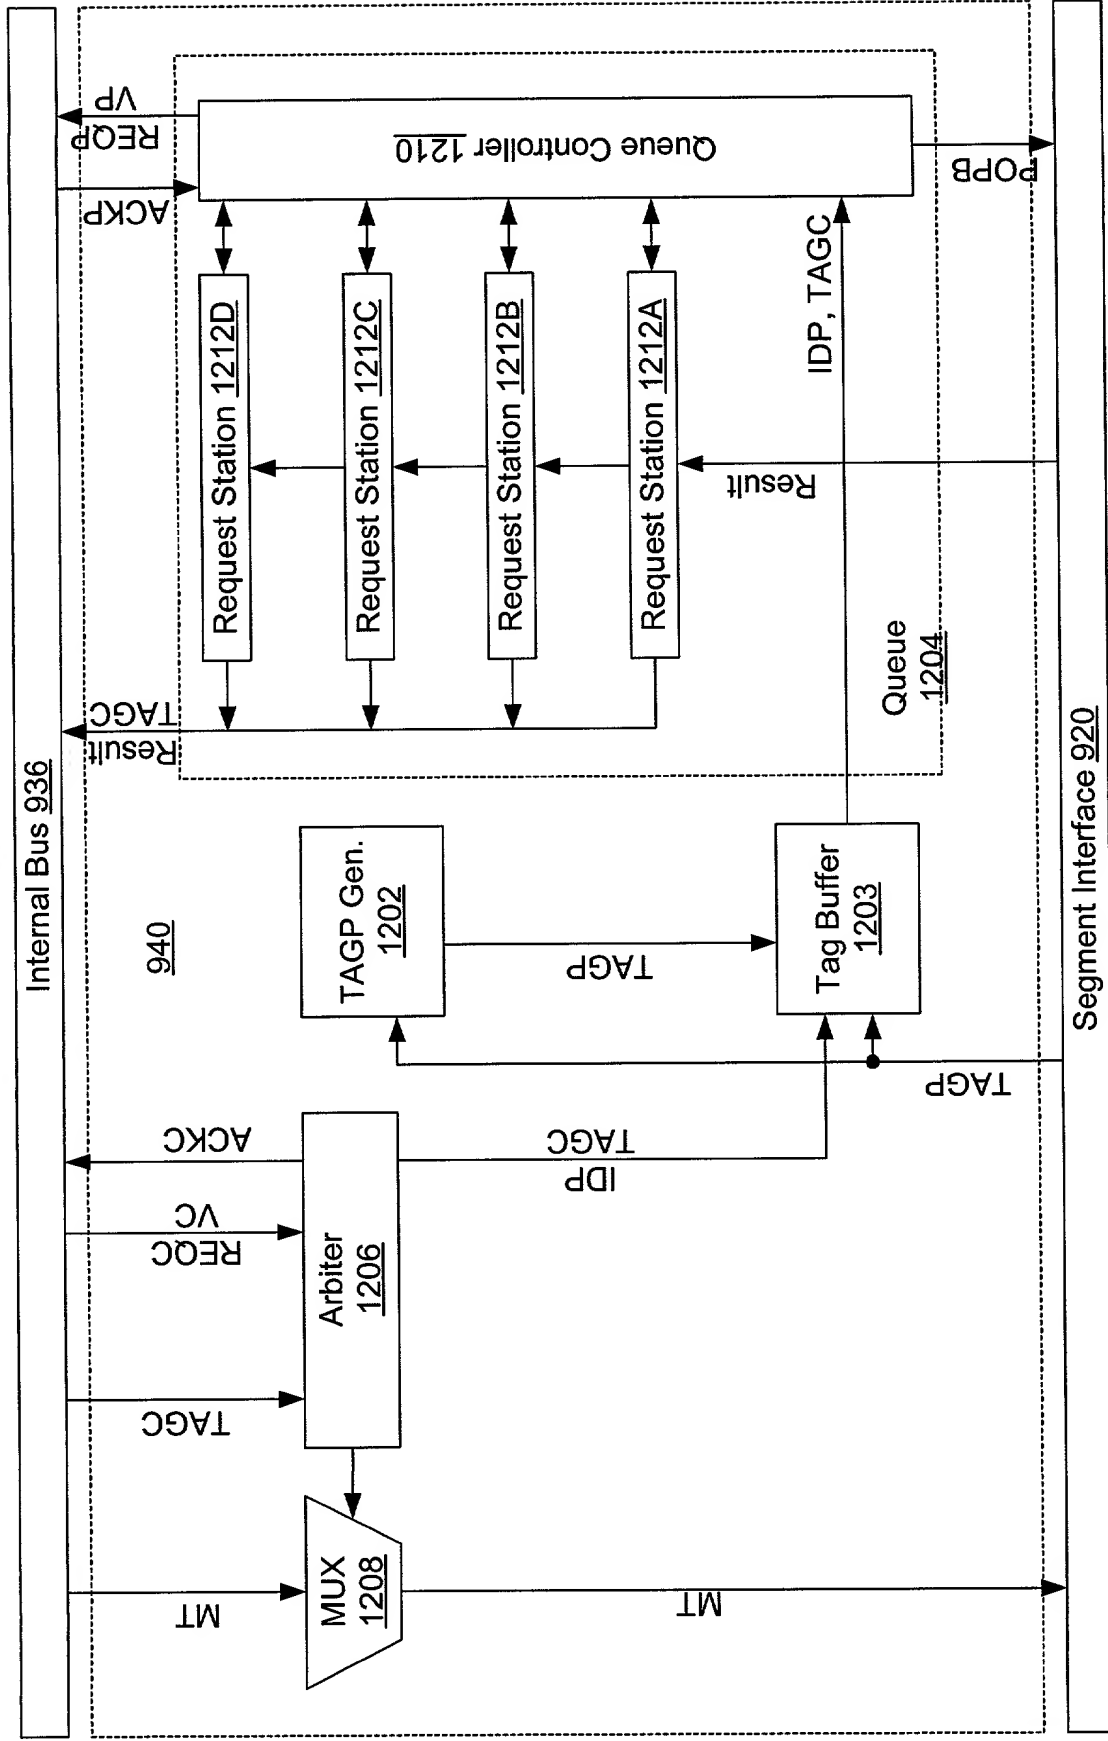 Internal Bus 936
MT
TAGC
REQC
VC
ACKC
940
Result
TAGC
ACKP
REQP
VP
MUX
1208
Arbiter
1206
TAGP Gen.
1202
Request Station 1212D
Request Station 1212C
Request Station 1212B
Request Station 1212A
Queue Controller 1210
IDP
TAGC
TAGP
Tag Buffer
1203
Result
IDP, TAGC
Queue
1204
MT
TAGP
POPB
Segment Interface 920